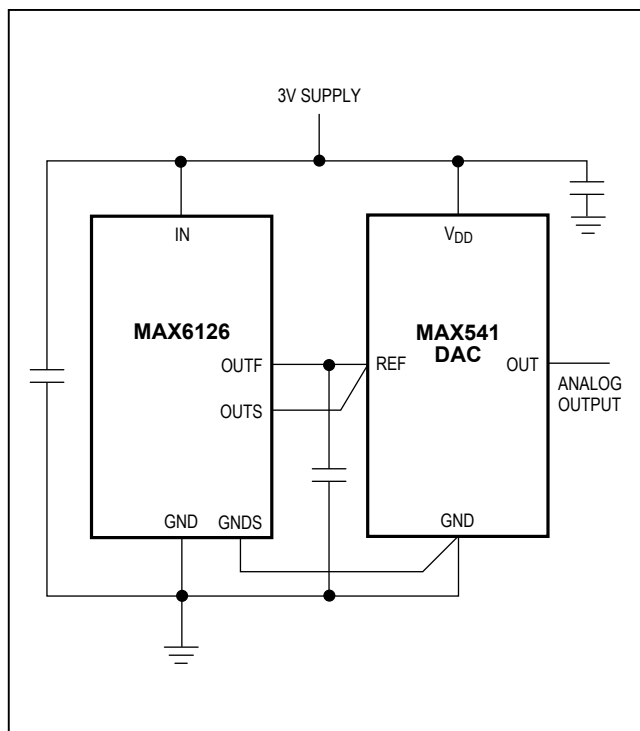 3V SUPPLY
IN
VDD
MAX6126
MAX541
DAC
OUTF
REF
OUT
ANALOG
OUTPUT
OUTS
GND
GNDS
GND